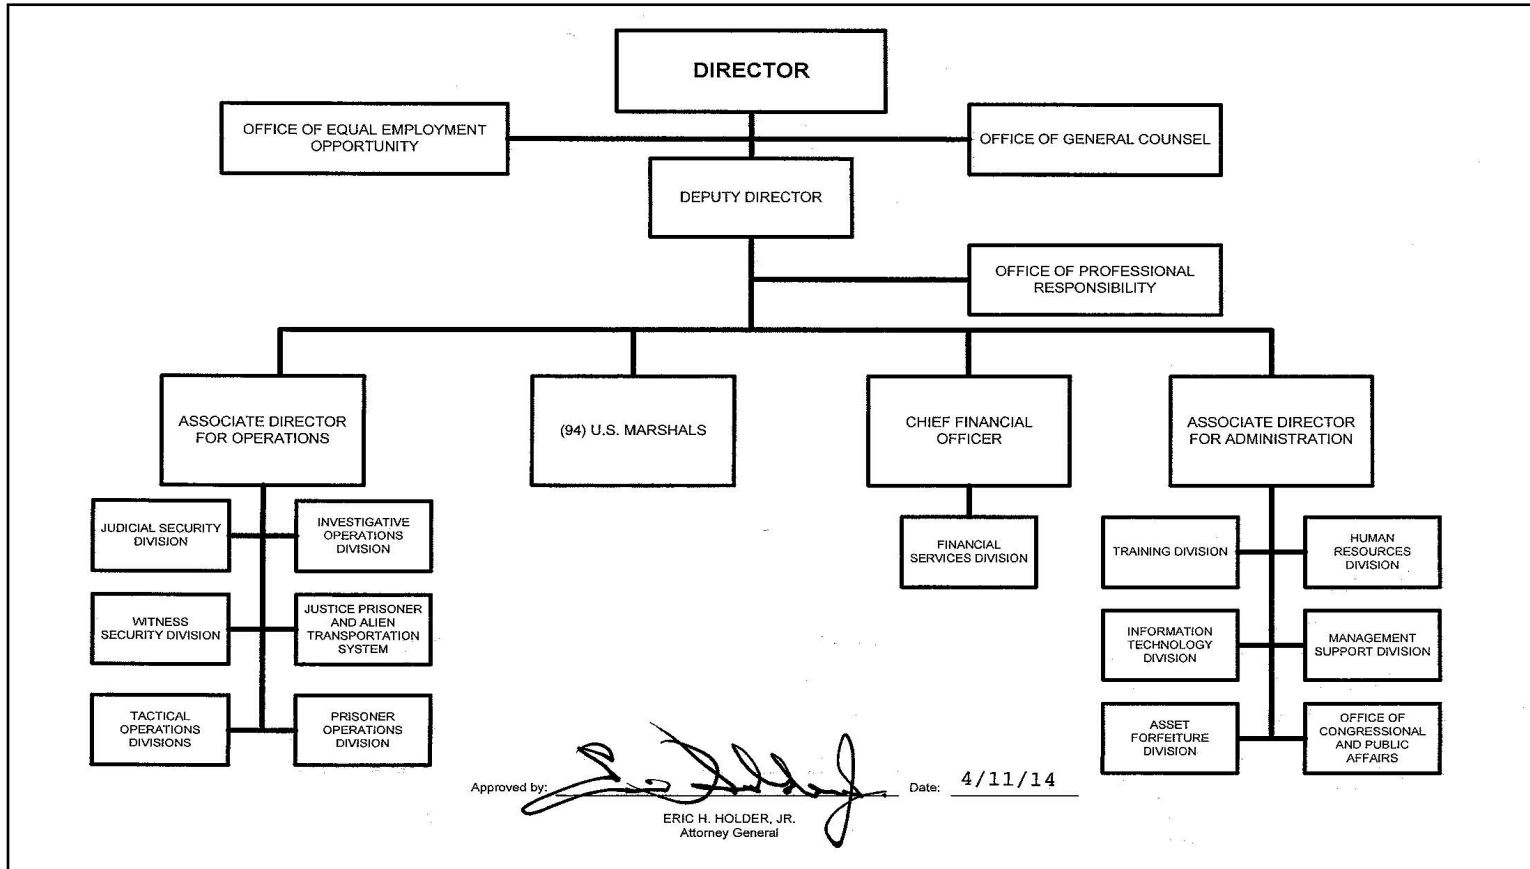 DIRECTOR
OFFICE OF EQUAL EMPLOYMENT
OPPORTUNITY
OFFICE OF GENERAL COUNSEL
DEPUTY DIRECTOR
OFFICE OF PROFESSIONAL
RESPONSIBILITY
ASSOCIATE DIRECTOR
FOR OPERATIONS
(94) U.S. MARSHALS
CHIEF FINANCIAL
OFFICER
ASSOCIATE DIRECTOR
FOR ADMINISTRATION
JUDICIAL SECURITY
DIVISION
INVESTIGATIVE
OPERATIONS
DIVISION
WITNESS
SECURITY DIVISION
JUSTICE PRISONER
AND ALIEN
TRANSPORTATION
SYSTEM
TACTICAL
OPERATIONS
DIVISIONS
PRISONER
OPERATIONS
DIVISION
FINANCIAL
SERVICES DIVISION
TRAINING DIVISION
HUMAN
RESOURCES
DIVISION
INFORMATION
TECHNOLOGY
DIVISION
MANAGEMENT
SUPPORT DIVISION
ASSET
FORFEITURE
DIVISION
OFFICE OF
CONGRESSIONAL
AND PUBLIC
AFFAIRS
Approved by:
Date: 4/11/14
ERIC H. HOLDER, JR.
Attorney General